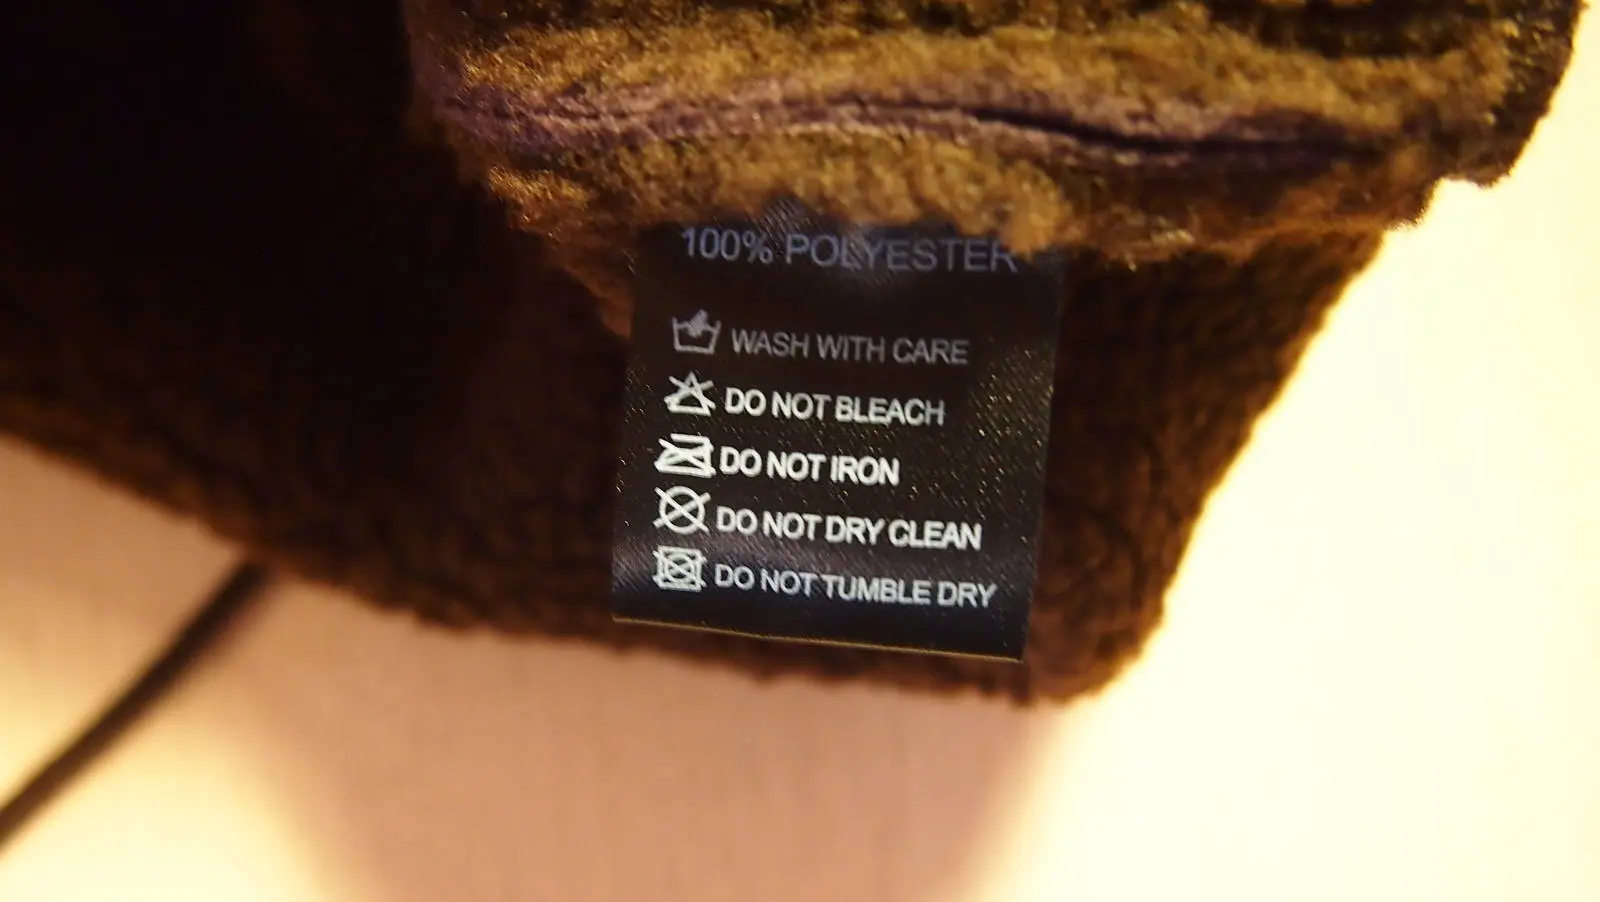 100% POLYESTER
WASH WITH CARE
DO NOT BLEACH
DO NOT IRON
DO NOT DRY CLEAN
DO NOT TUMBLE DRY